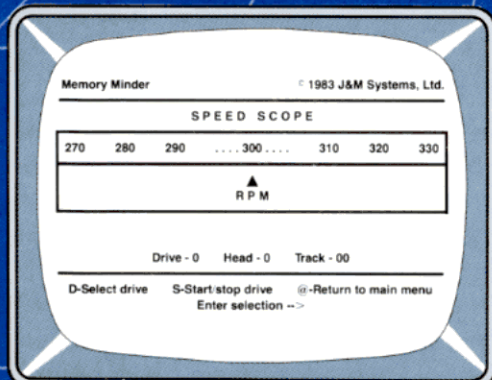 Memory Minder © 1983 J&M Systems, Ltd.
SPEED SCOPE
270 280 290 ....300.... 310 320 330
▲
RPM
Drive - 0 Head - 0 Track - 00
D-Select drive S-Start/stop drive @-Return to main menu
Enter selection -->